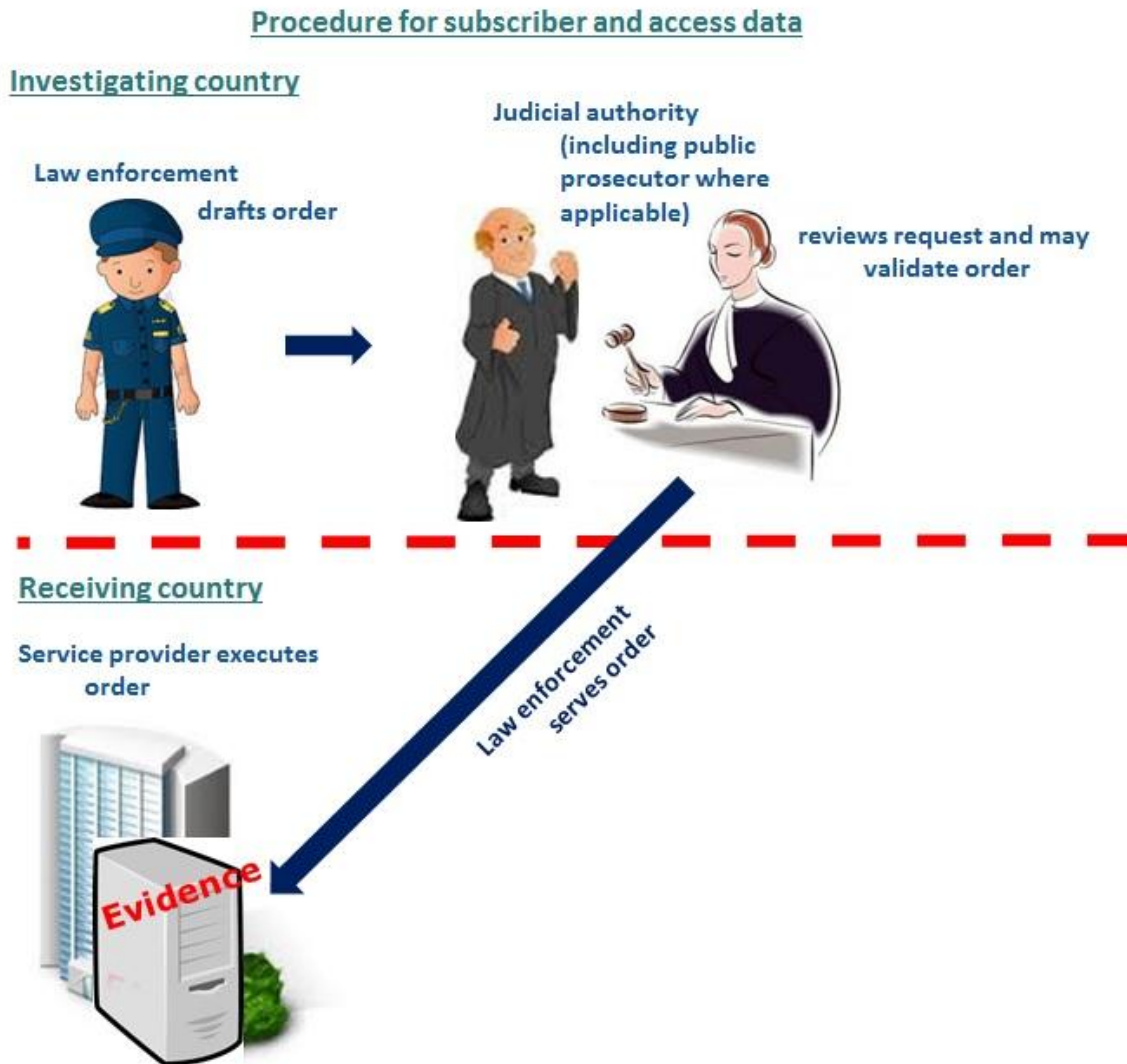 Procedure for subscriber and access data
Investigating country
Law enforcement
drafts order
Judicial authority
(including public
prosecutor where
applicable)
reviews request and may
validate order
Receiving country
Service provider executes
order
Law enforcement
serves order
Evidence